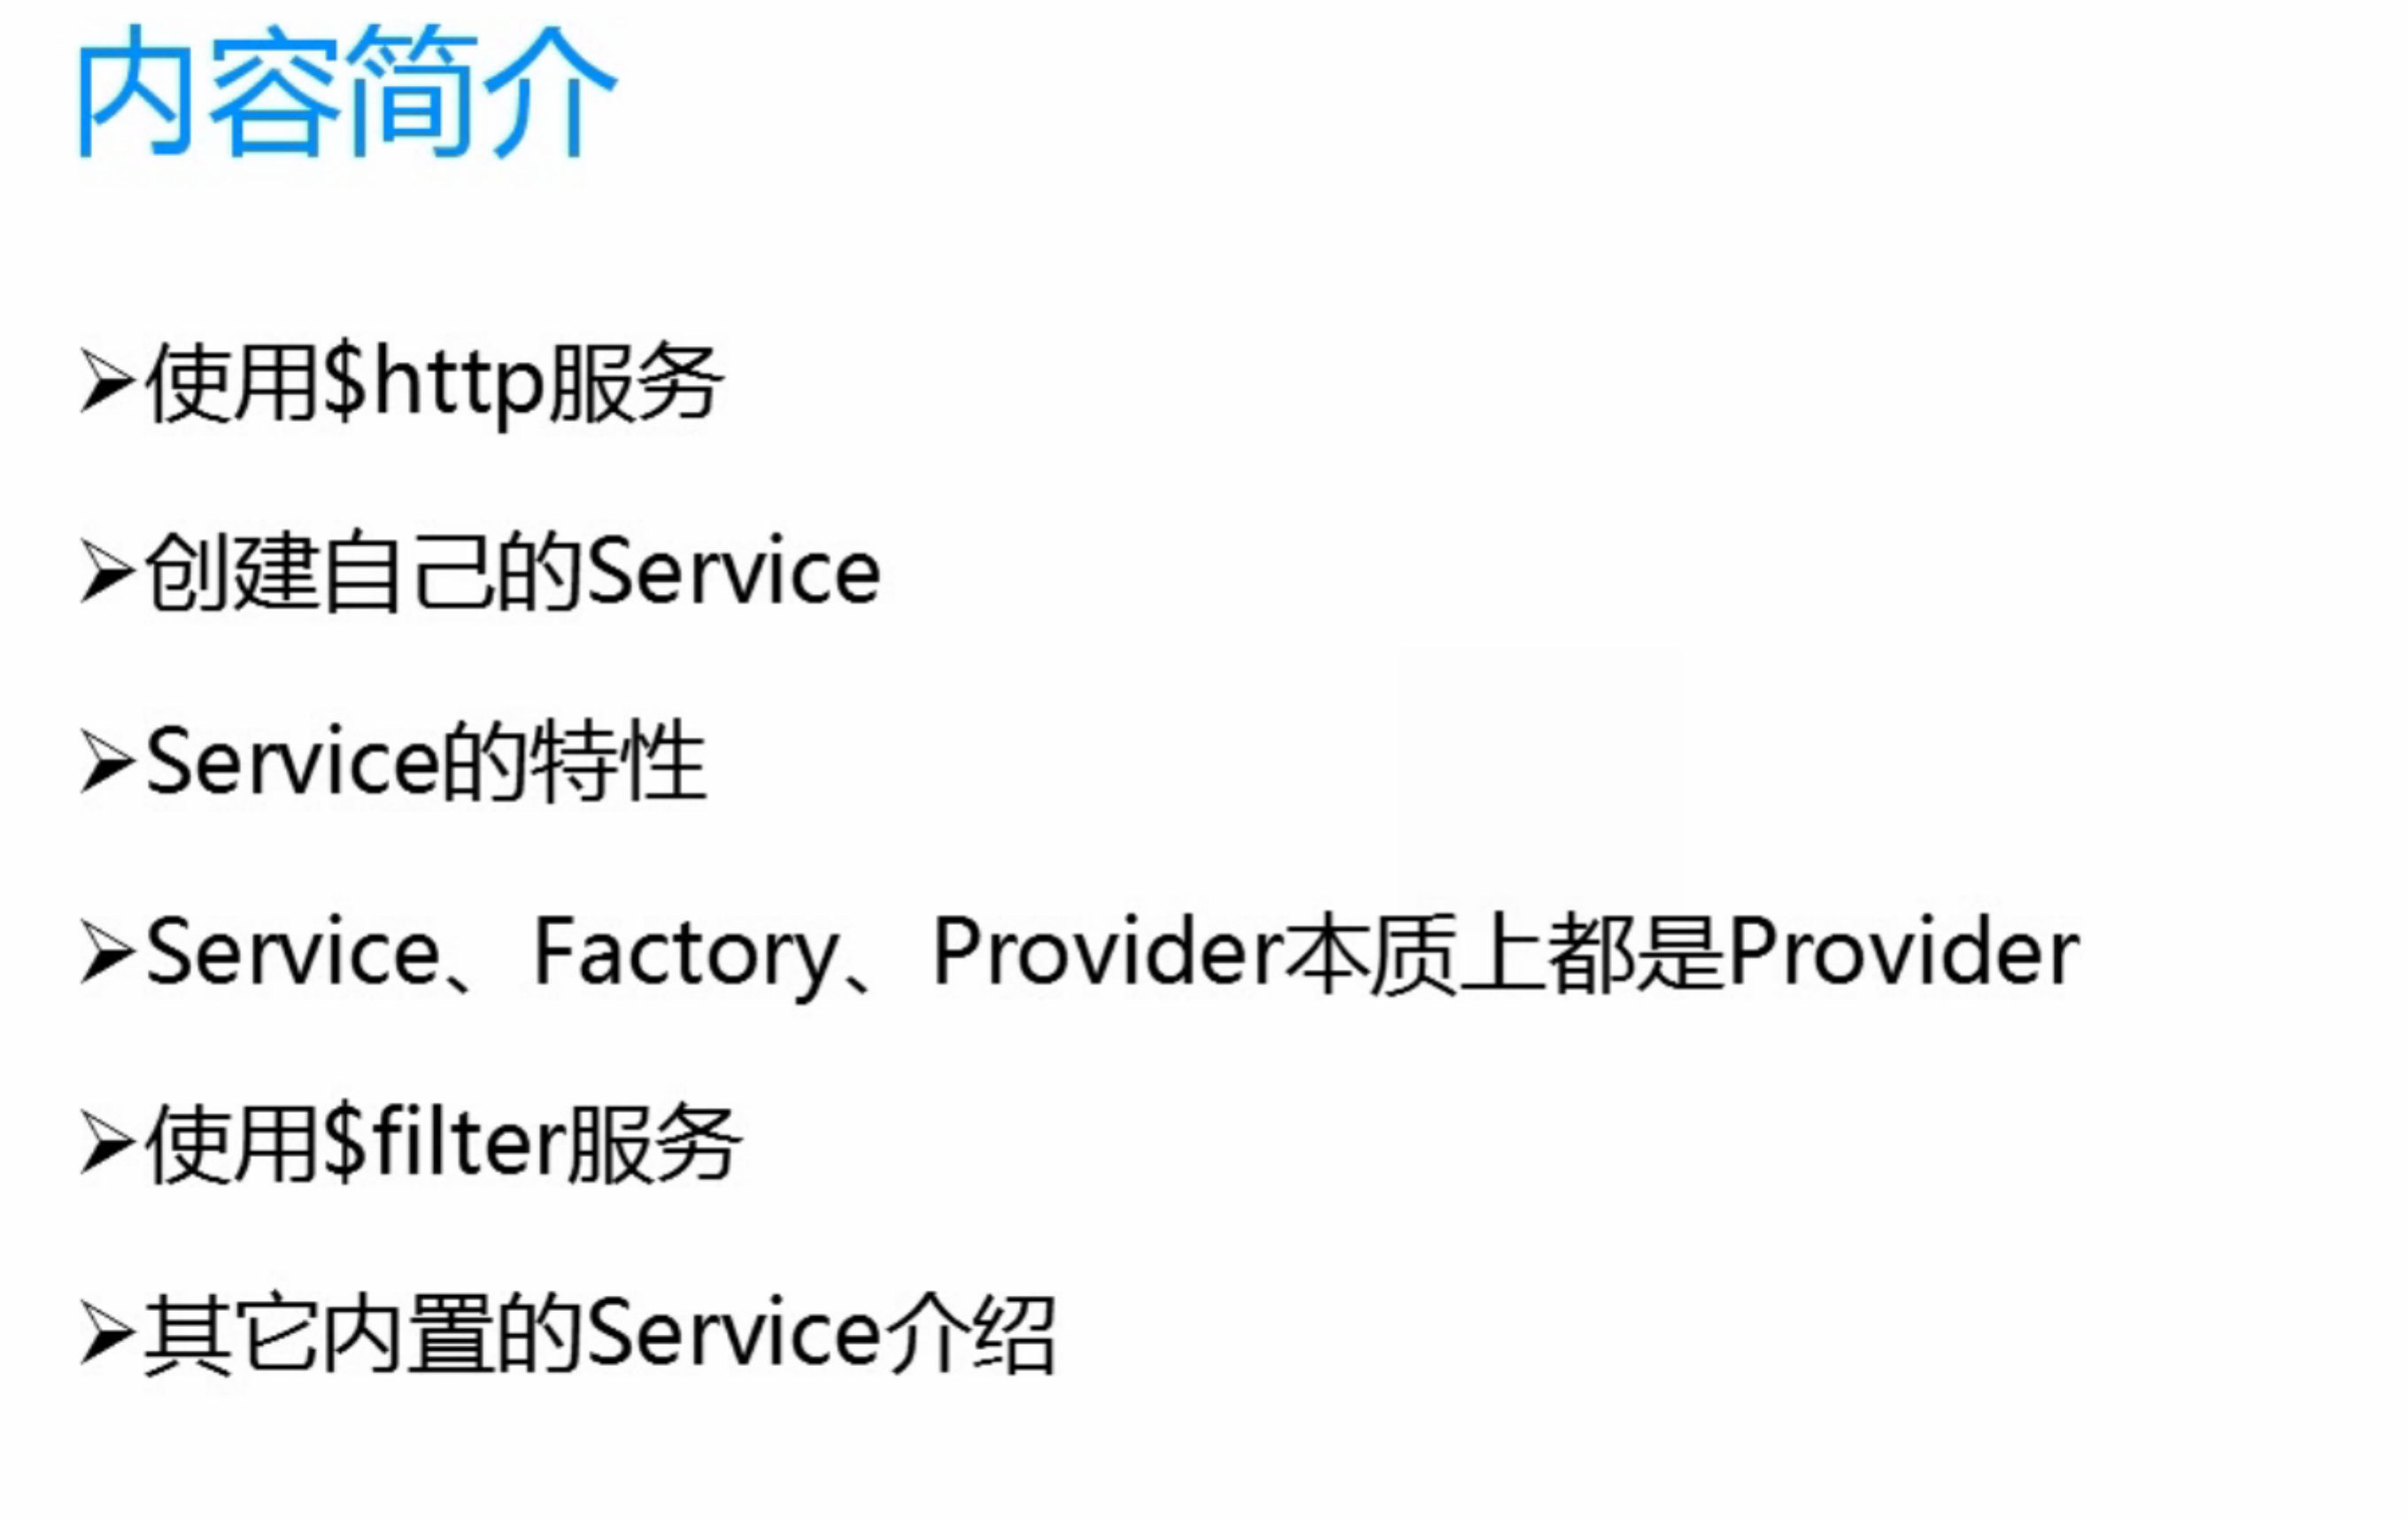 内容简介
➢使用$http服务
➢创建自己的Service
➢Service的特性
➢Service、Factory、Provider本质上都是Provider
➢使用$filter服务
➢其它内置的Service介绍